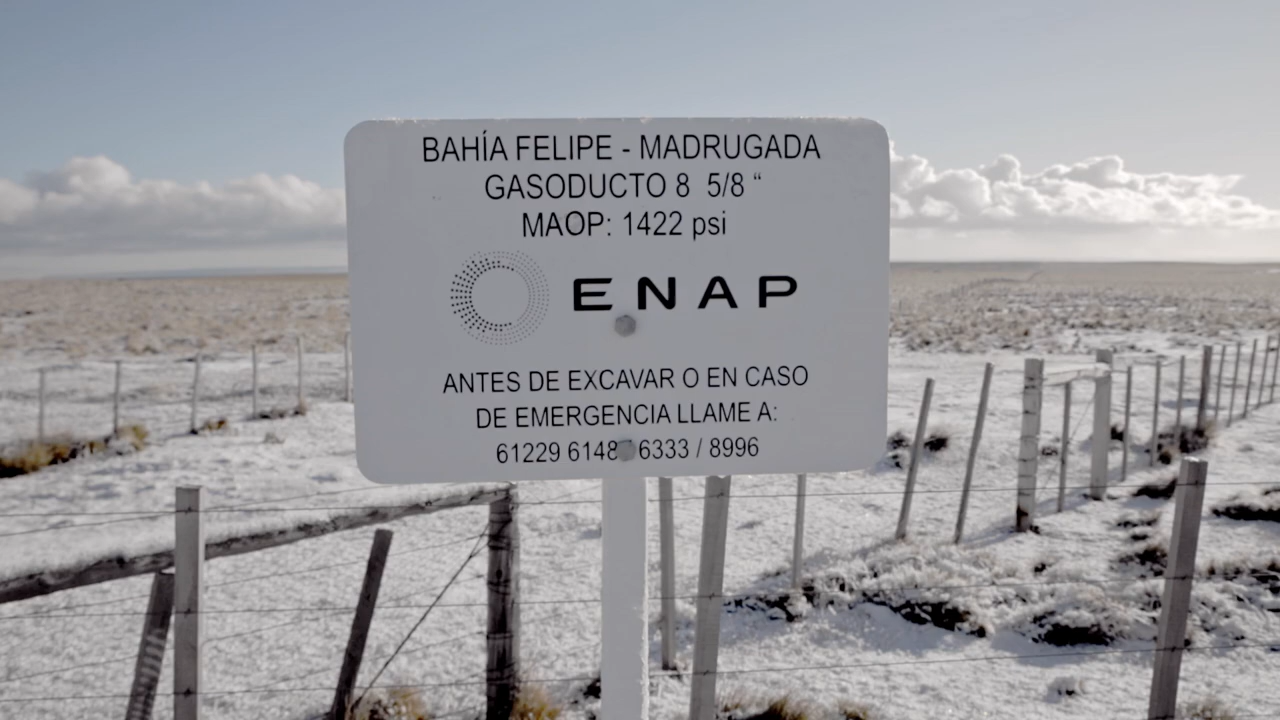 BAHÍA FELIPE - MADRUGADA
GASODUCTO 8 5/8 “
MAOP: 1422 psi
ENAP
ANTES DE EXCAVAR O EN CASO
DE EMERGENCIA LLAME A:
61229 6148 6333 / 8996